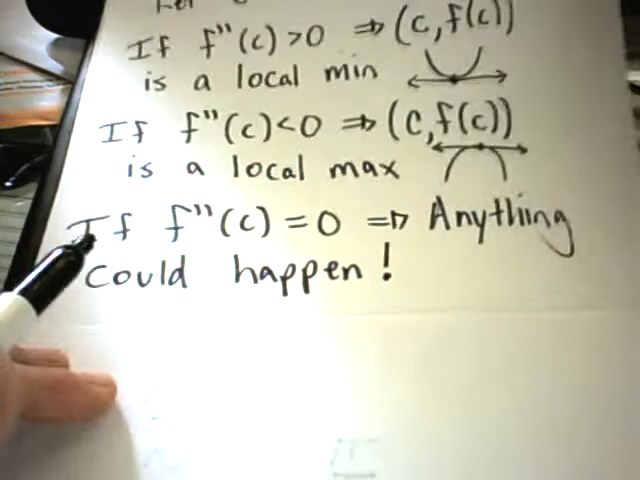 If f"(c) >0 ⇒ (c, f(c))
is a local min
If f"(c) <0 ⇒ (c, f(c))
is a local max
If f"(c) = 0 ⇒ Anything
could happen!